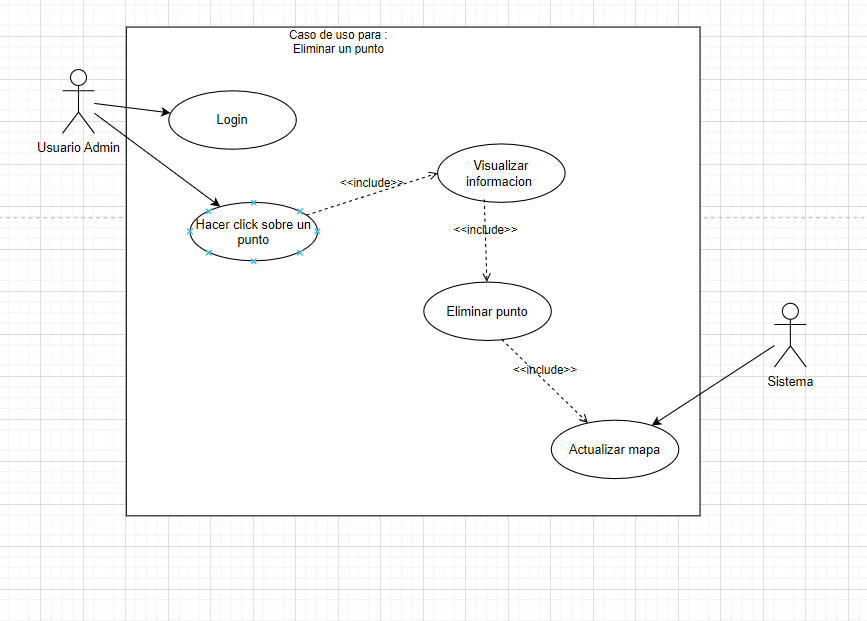 Caso de uso para :
Eliminar un punto
Login
Usuario Admin
Visualizar
informacion
<<include>>
Hacer click sobre un
punto
<<include>>
Eliminar punto
<<include>>
Sistema
Actualizar mapa